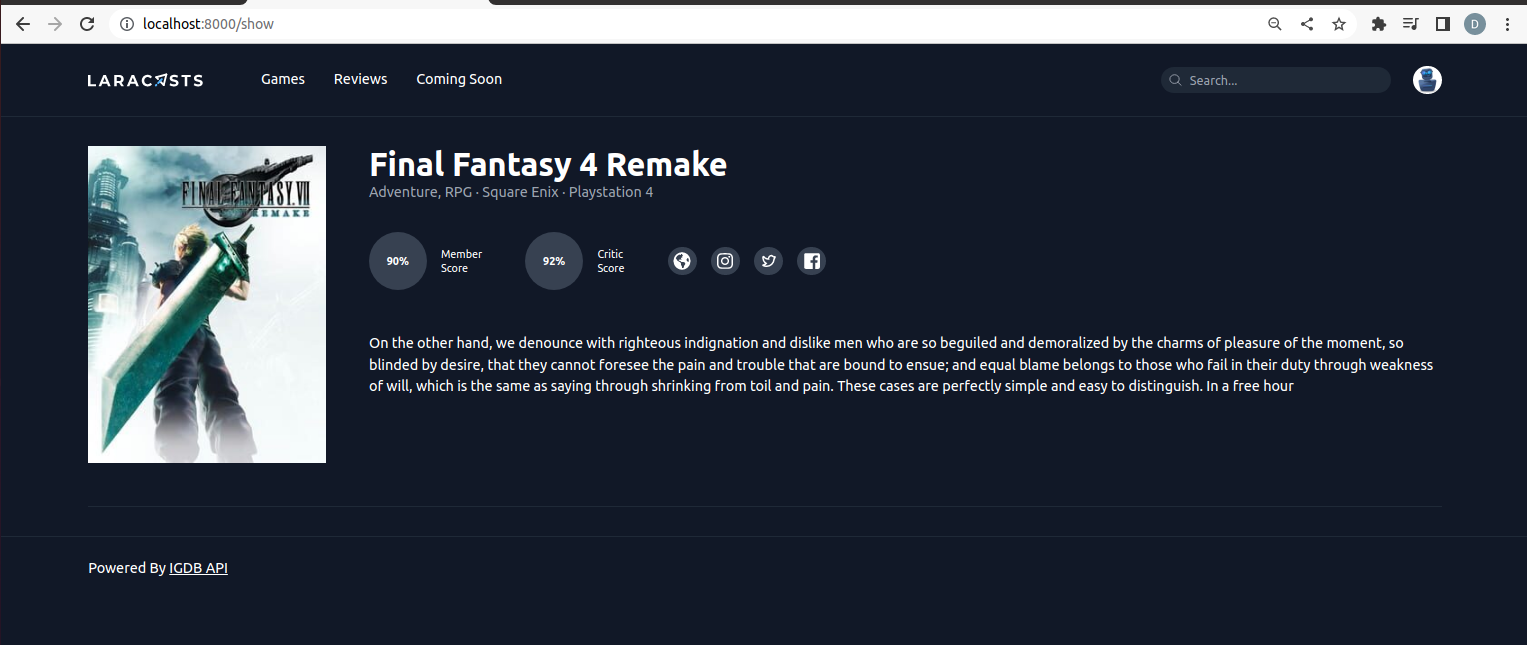 localhost:8000/show
D
LARACASTS
Games Reviews Coming Soon
Search...
FINAL FANTASY. VII
REMAKE
Final Fantasy 4 Remake
Adventure, RPG · Square Enix · Playstation 4
90%
Member
Score
92%
Critic
Score
On the other hand, we denounce with righteous indignation and dislike men who are so beguiled and demoralized by the charms of pleasure of the moment, so
blinded by desire, that they cannot foresee the pain and trouble that are bound to ensue; and equal blame belongs to those who fail in their duty through weakness
of will, which is the same as saying through shrinking from toil and pain. These cases are perfectly simple and easy to distinguish. In a free hour
Powered By IGDB API